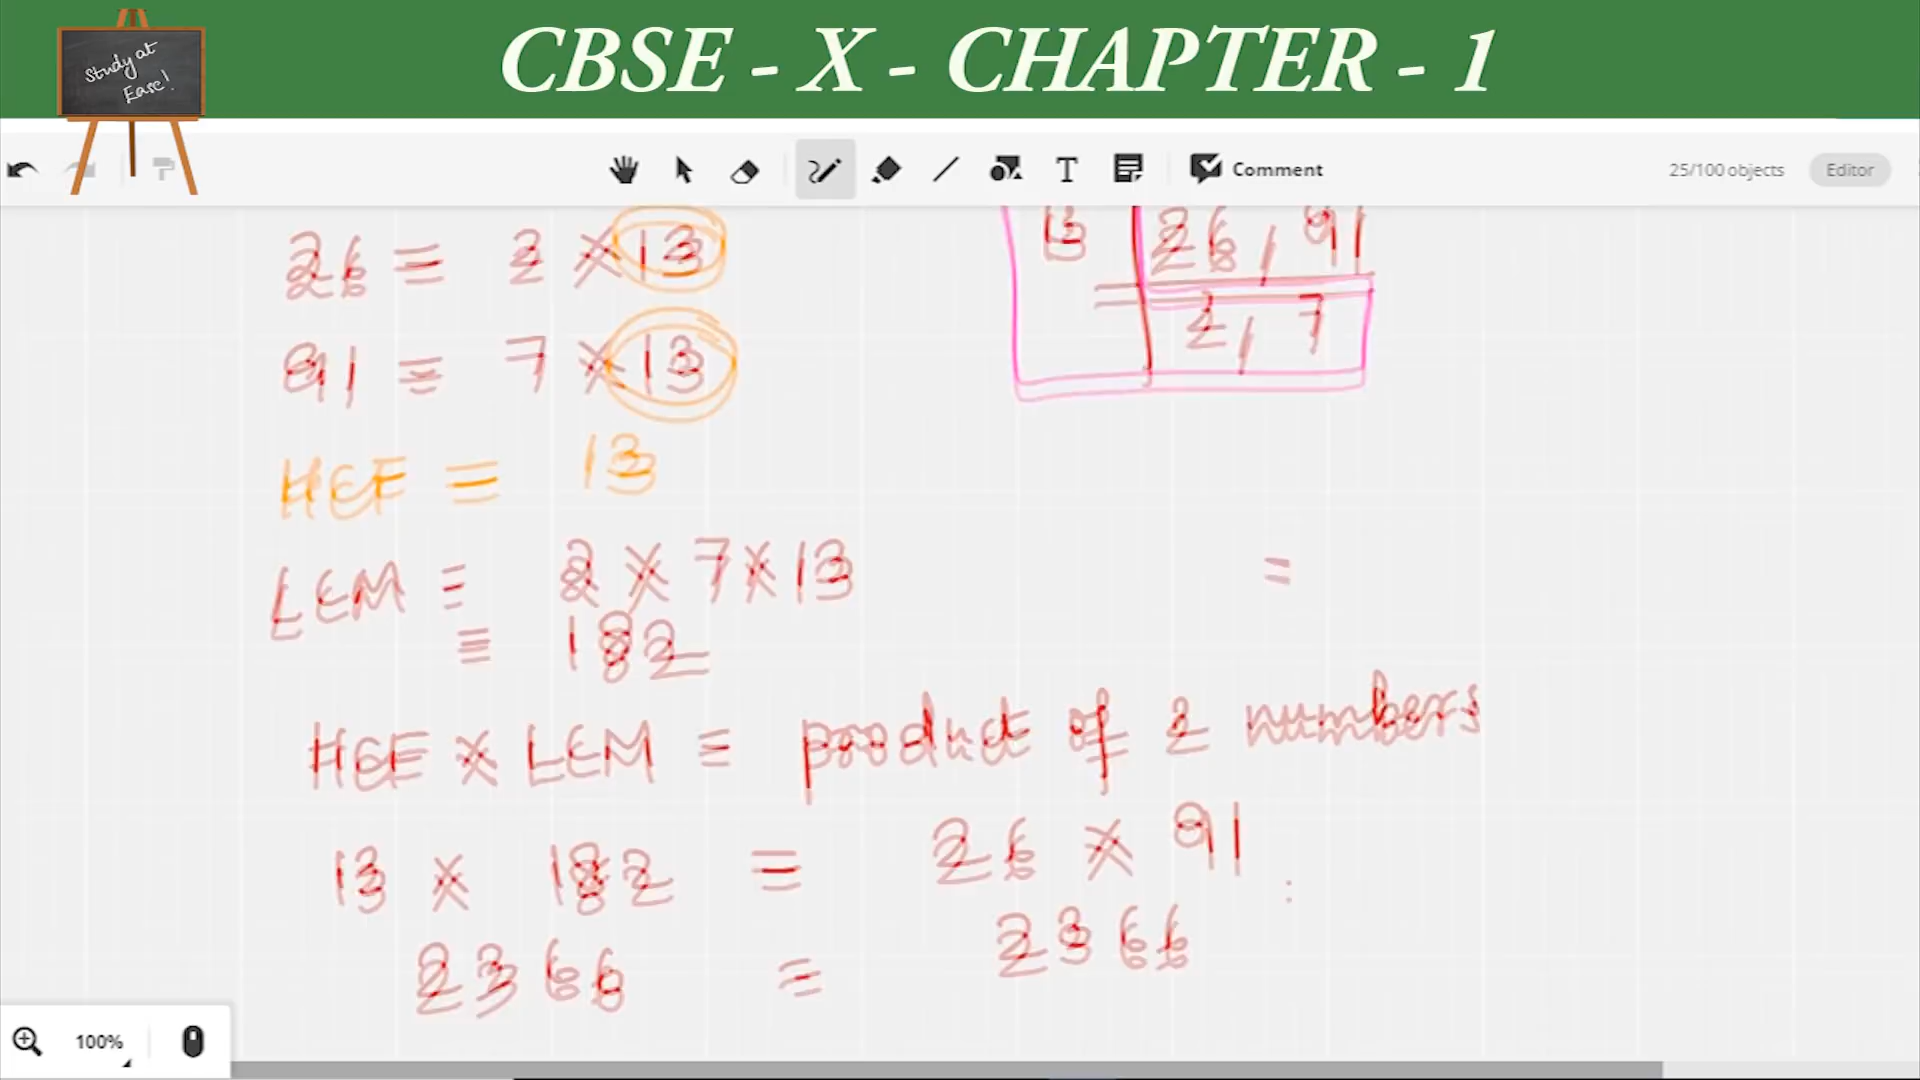 CBSE - X - CHAPTER - 1
Study at
Ease!
Comment
25/100 objects
Editor
26 = 2 × 13
91 = 7 × 13
HCF = 13
LCM = 2 × 7 × 13
= 182
13 26, 91
2, 7
=
HCF × LCM = product of 2 numbers
13 × 182 = 26 × 91
2366 = 2366
100%